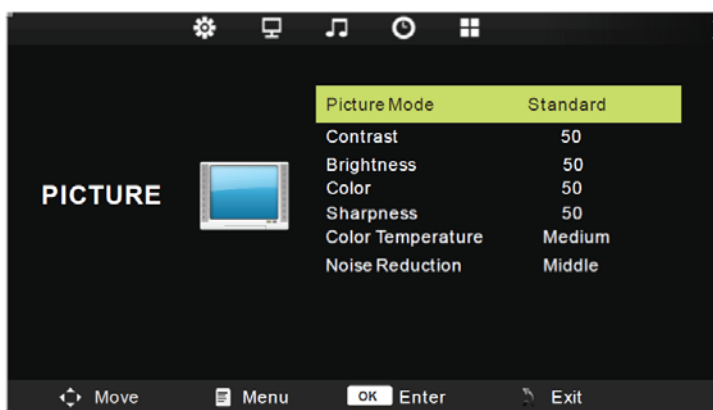 Picture Mode Standard
Contrast 50
Brightness 50
PICTURE
Color 50
Sharpness 50
Color Temperature Medium
Noise Reduction Middle
Move Menu OK Enter Exit